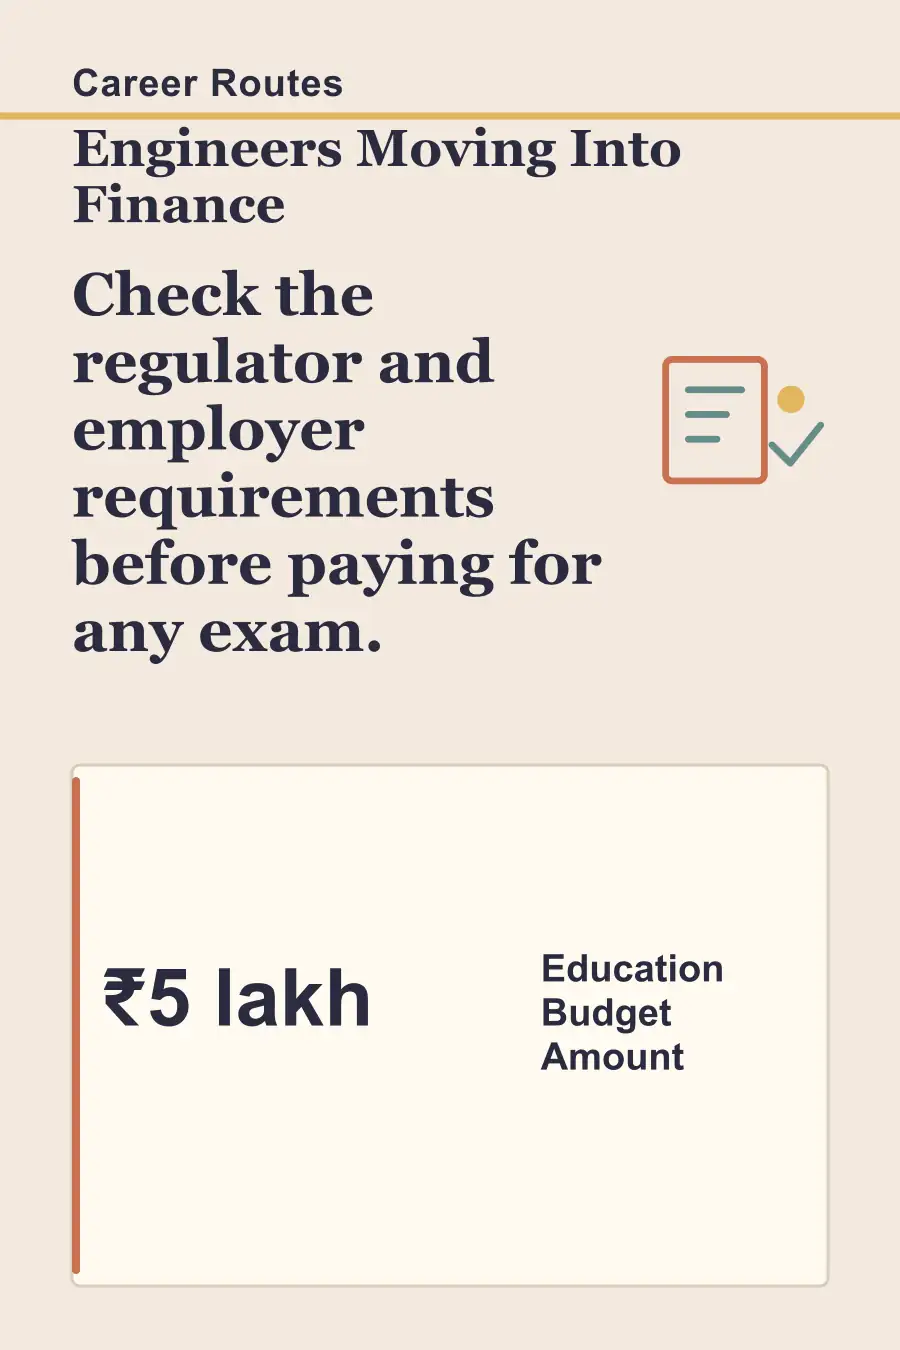 Career Routes
Engineers Moving Into
Finance
Check the
regulator and
employer
requirements
before paying for
any exam.
₹5 lakh
Education
Budget
Amount